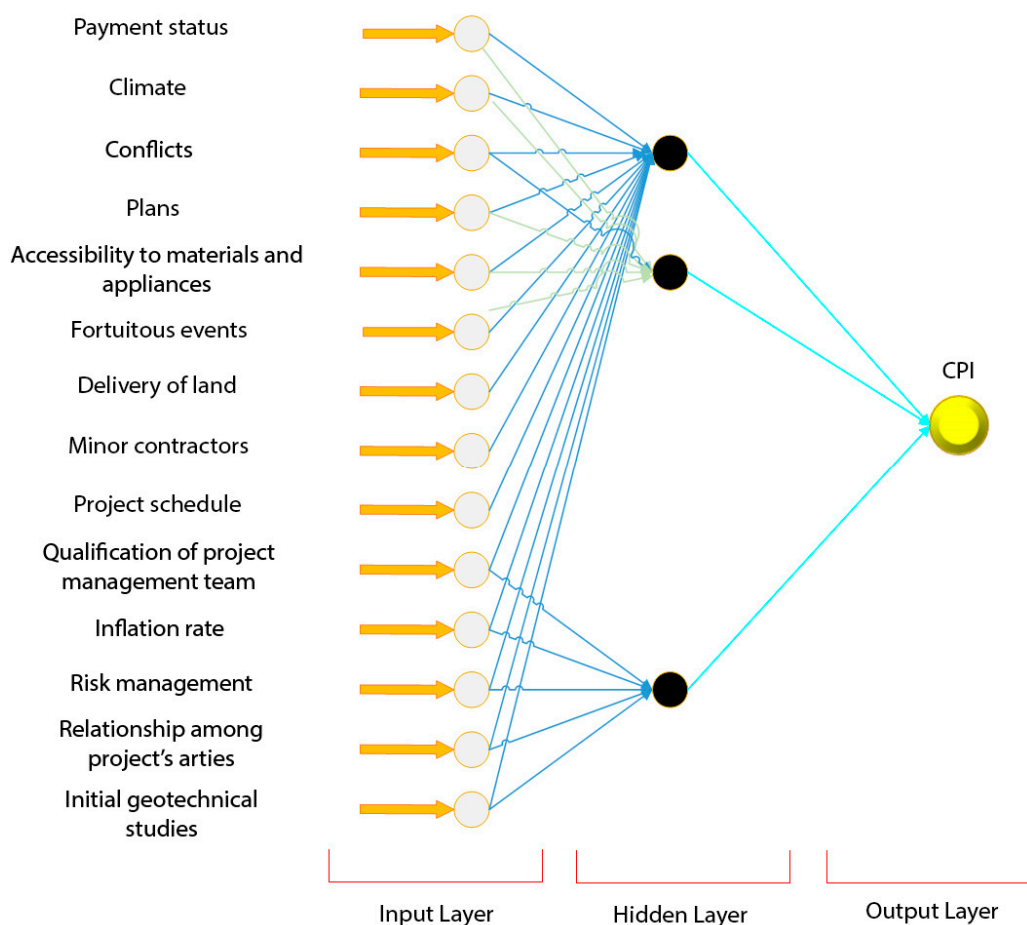 Payment status
Climate
Conflicts
Plans
Accessibility to materials and
appliances
Fortuitous events
Delivery of land
Minor contractors
Project schedule
Qualification of project
management team
Inflation rate
Risk management
Relationship among
project's arties
Initial geotechnical
studies
CPI
Input Layer
Hidden Layer
Output Layer